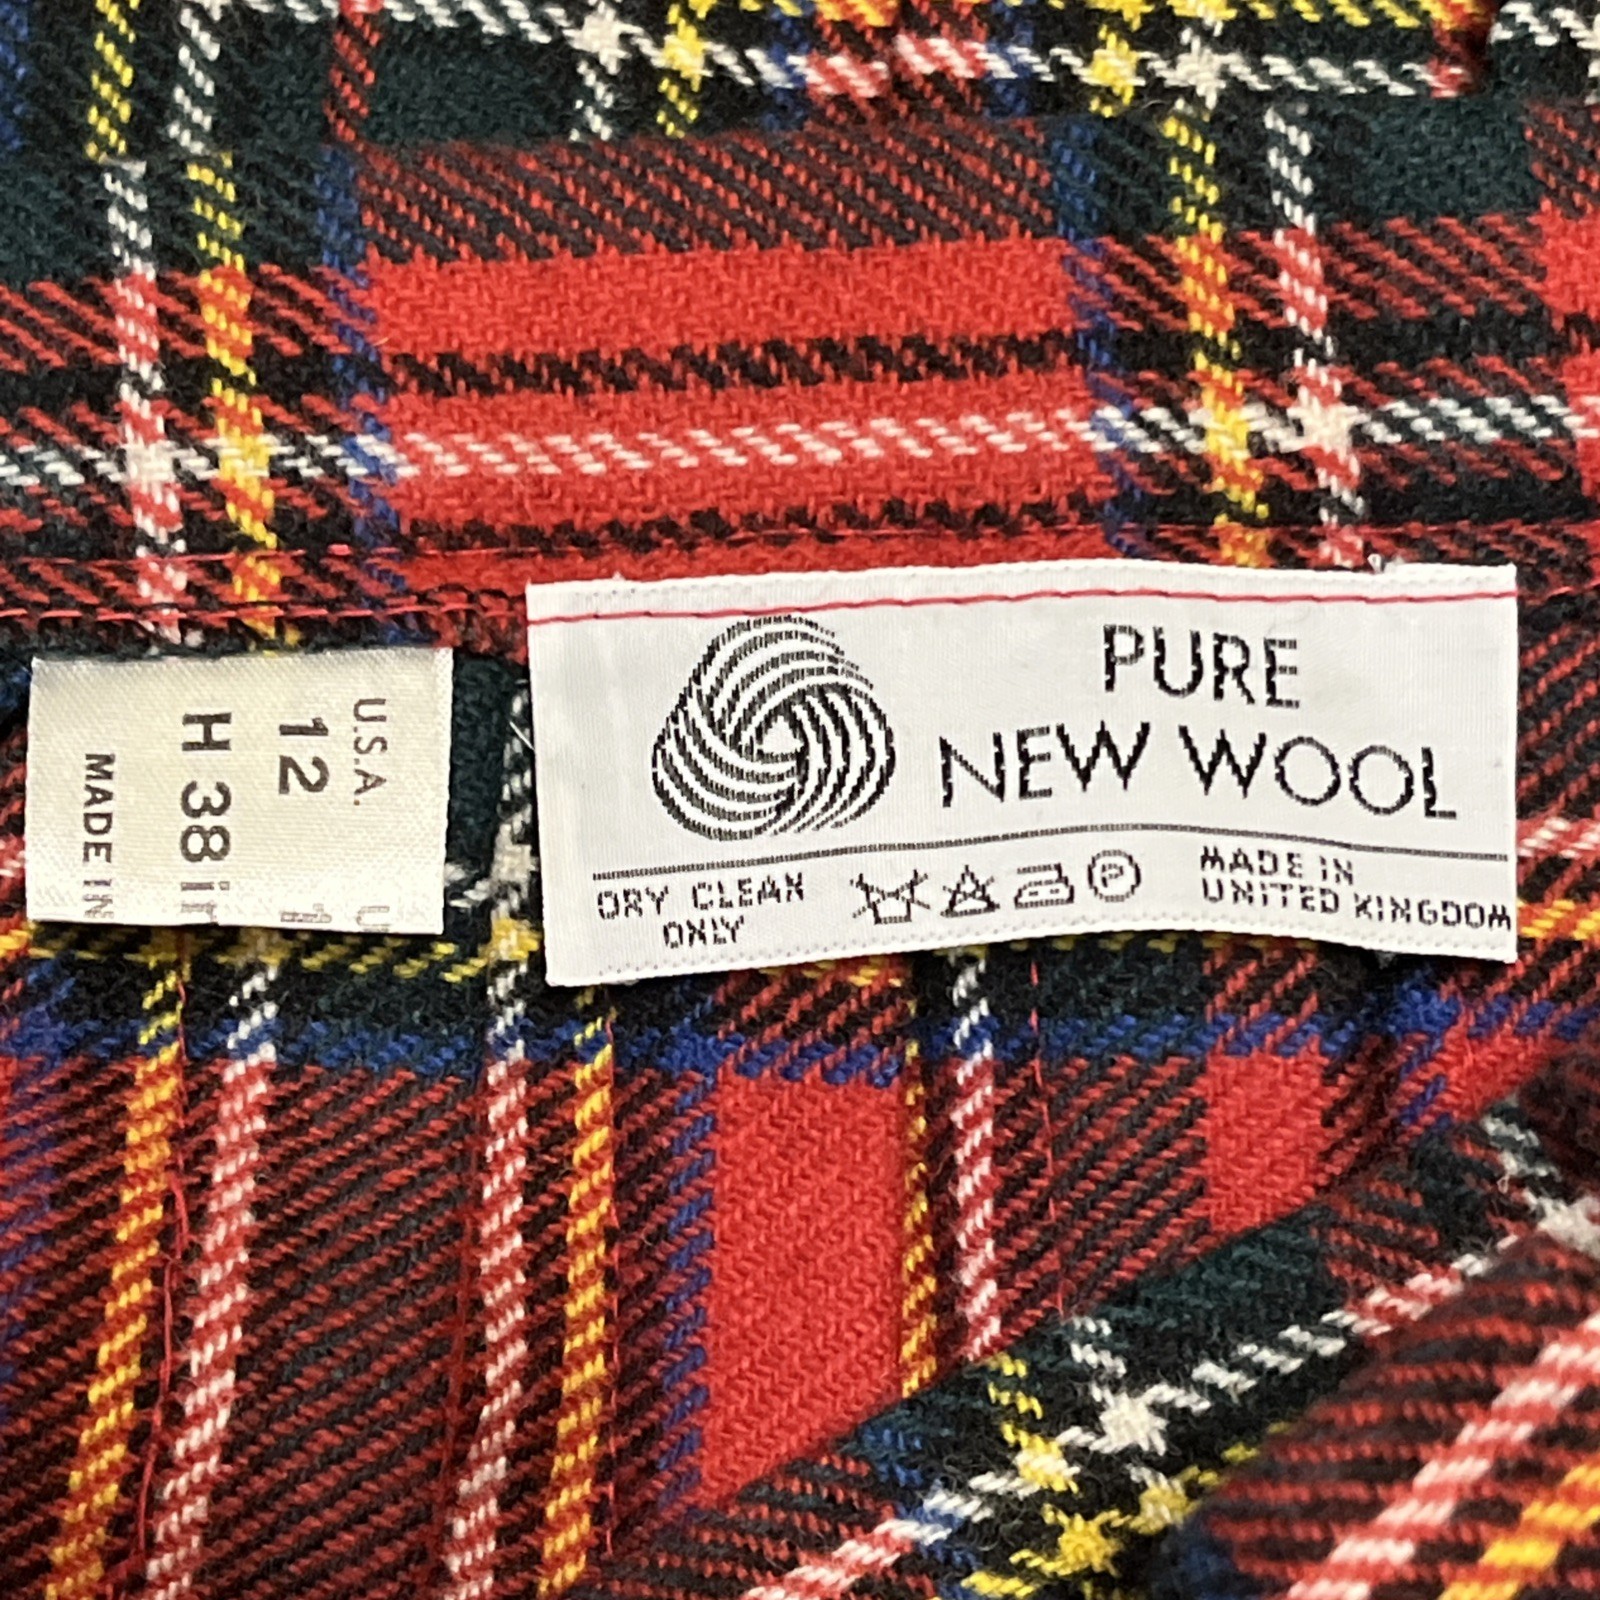 U.S.A.
12
H 38
MADE IN
PURE
NEW WOOL
DRY CLEAN
ONLY
P
MADE IN
UNITED KINGDOM